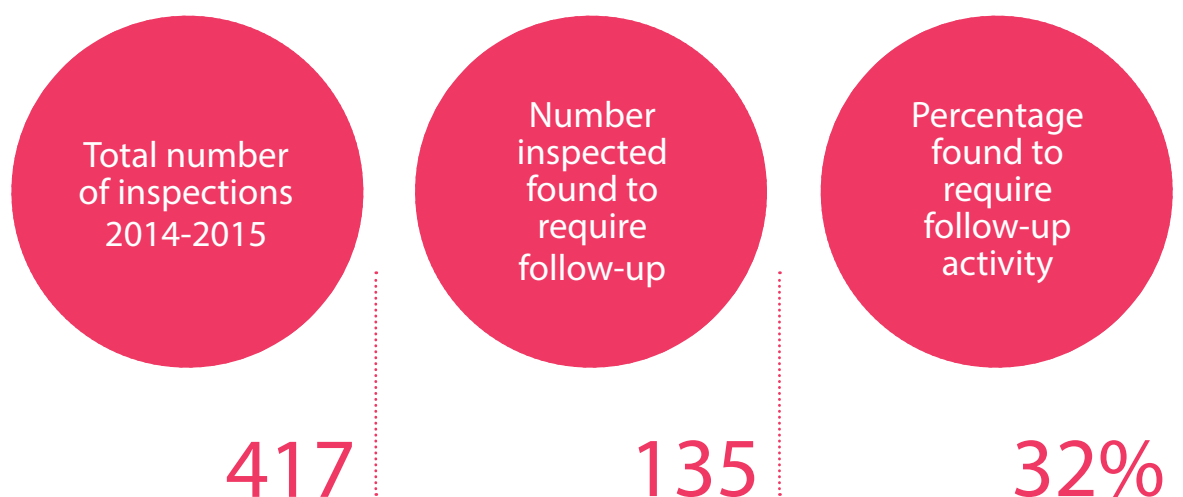 Total number
of inspections
2014-2015
417
Number
inspected
found to
require
follow-up
135
Percentage
found to
require
follow-up
activity
32%